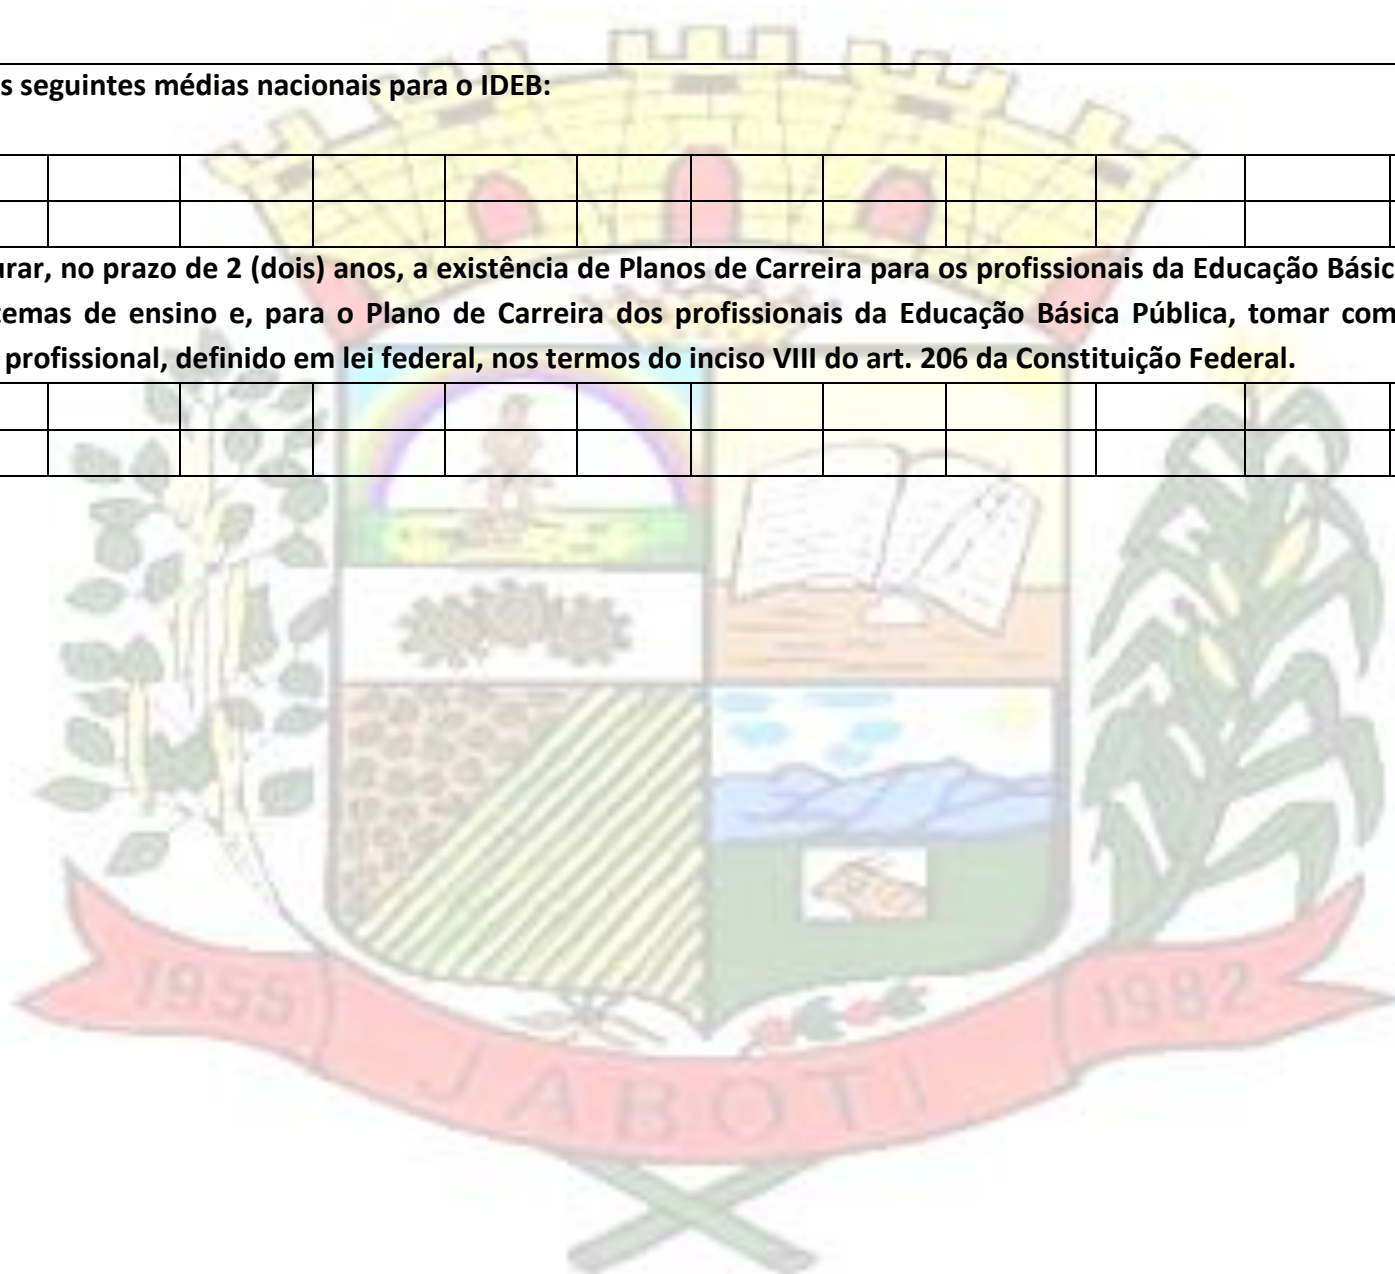 s seguintes médias nacionais para o IDEB:
urar, no prazo de 2 (dois) anos, a existência de Planos de Carreira para os profissionais da Educação Básic
temas de ensino e, para o Plano de Carreira dos profissionais da Educação Básica Pública, tomar com
profissional, definido em lei federal, nos termos do inciso VIII do art. 206 da Constituição Federal.
1955
1982
JABOTI